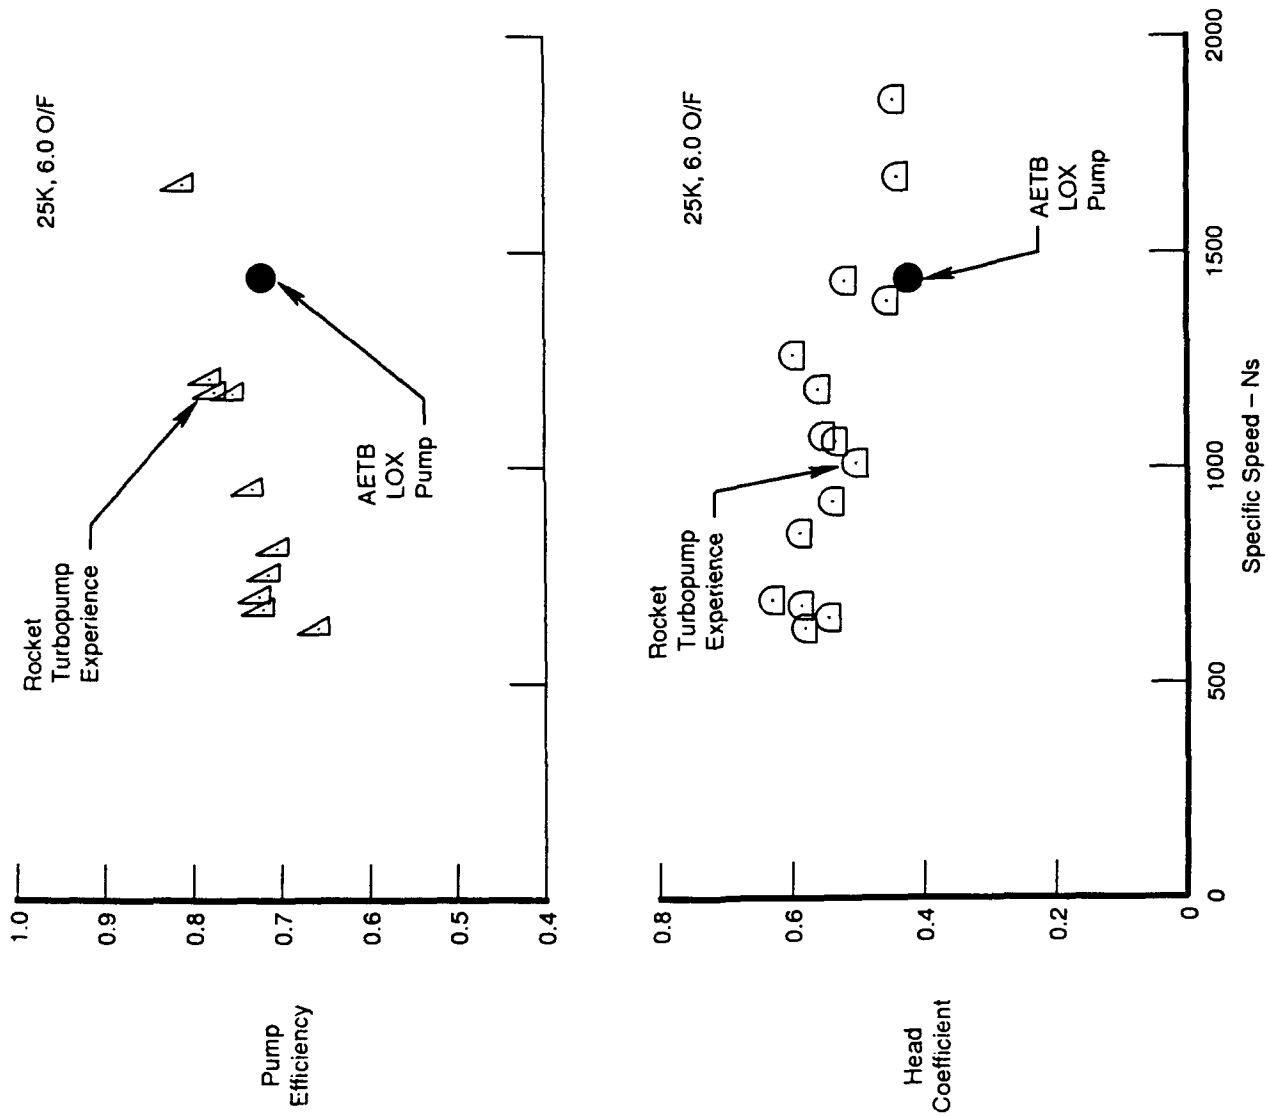 25K, 6.0 O/F
Rocket
Turbopump
Experience
AETB
LOX
Pump
Pump
Efficiency
1.0
0.9
0.8
0.7
0.6
0.5
0.4
25K, 6.0 O/F
Rocket
Turbopump
Experience
AETB
LOX
Pump
Head
Coefficient
0.8
0.6
0.4
0.2
0
0
500
1000
1500
2000
Specific Speed – Ns